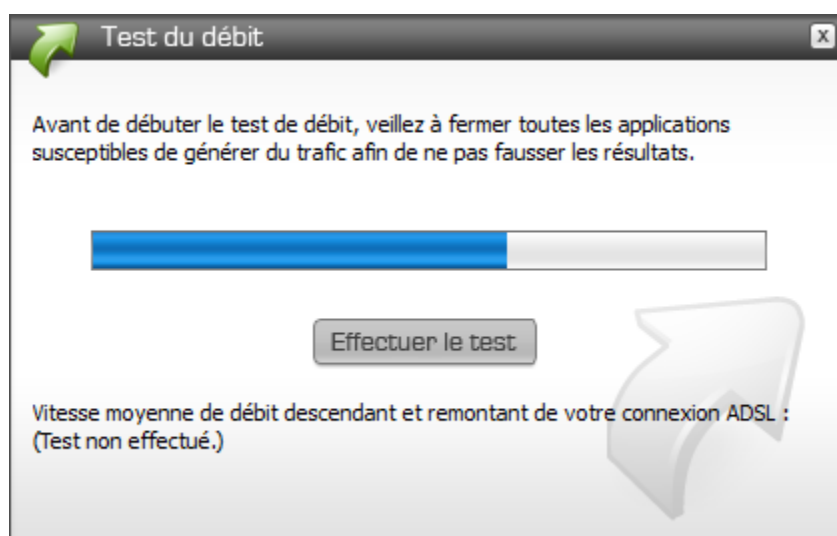 Test du débit
x
Avant de débuter le test de débit, veillez à fermer toutes les applications
susceptibles de générer du trafic afin de ne pas fausser les résultats.
Effectuer le test
Vitesse moyenne de débit descendant et remontant de votre connexion ADSL :
(Test non effectué.)